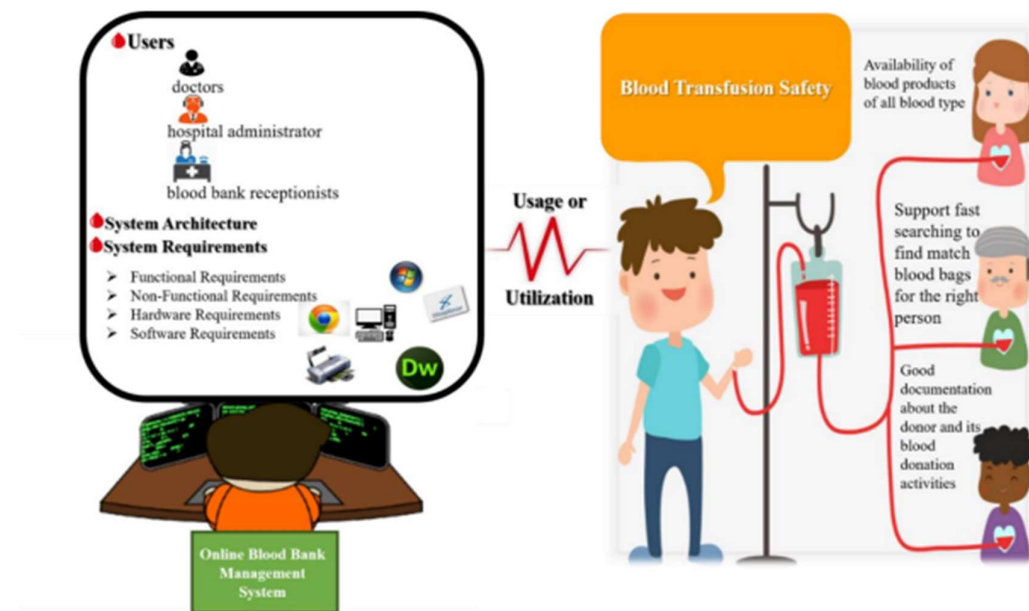 Users
doctors
hospital administrator
blood bank receptionists
System Architecture
System Requirements
Functional Requirements
Non-Functional Requirements
Hardware Requirements
Software Requirements
Dw
Online Blood Bank
Management
System
Usage or
Utilization
Blood Transfusion Safety
Availability of
blood products
of all blood type
Support fast
searching to
find match
blood bags
for the right
person
Good
documentation
about the
donor and its
blood
donation
activities